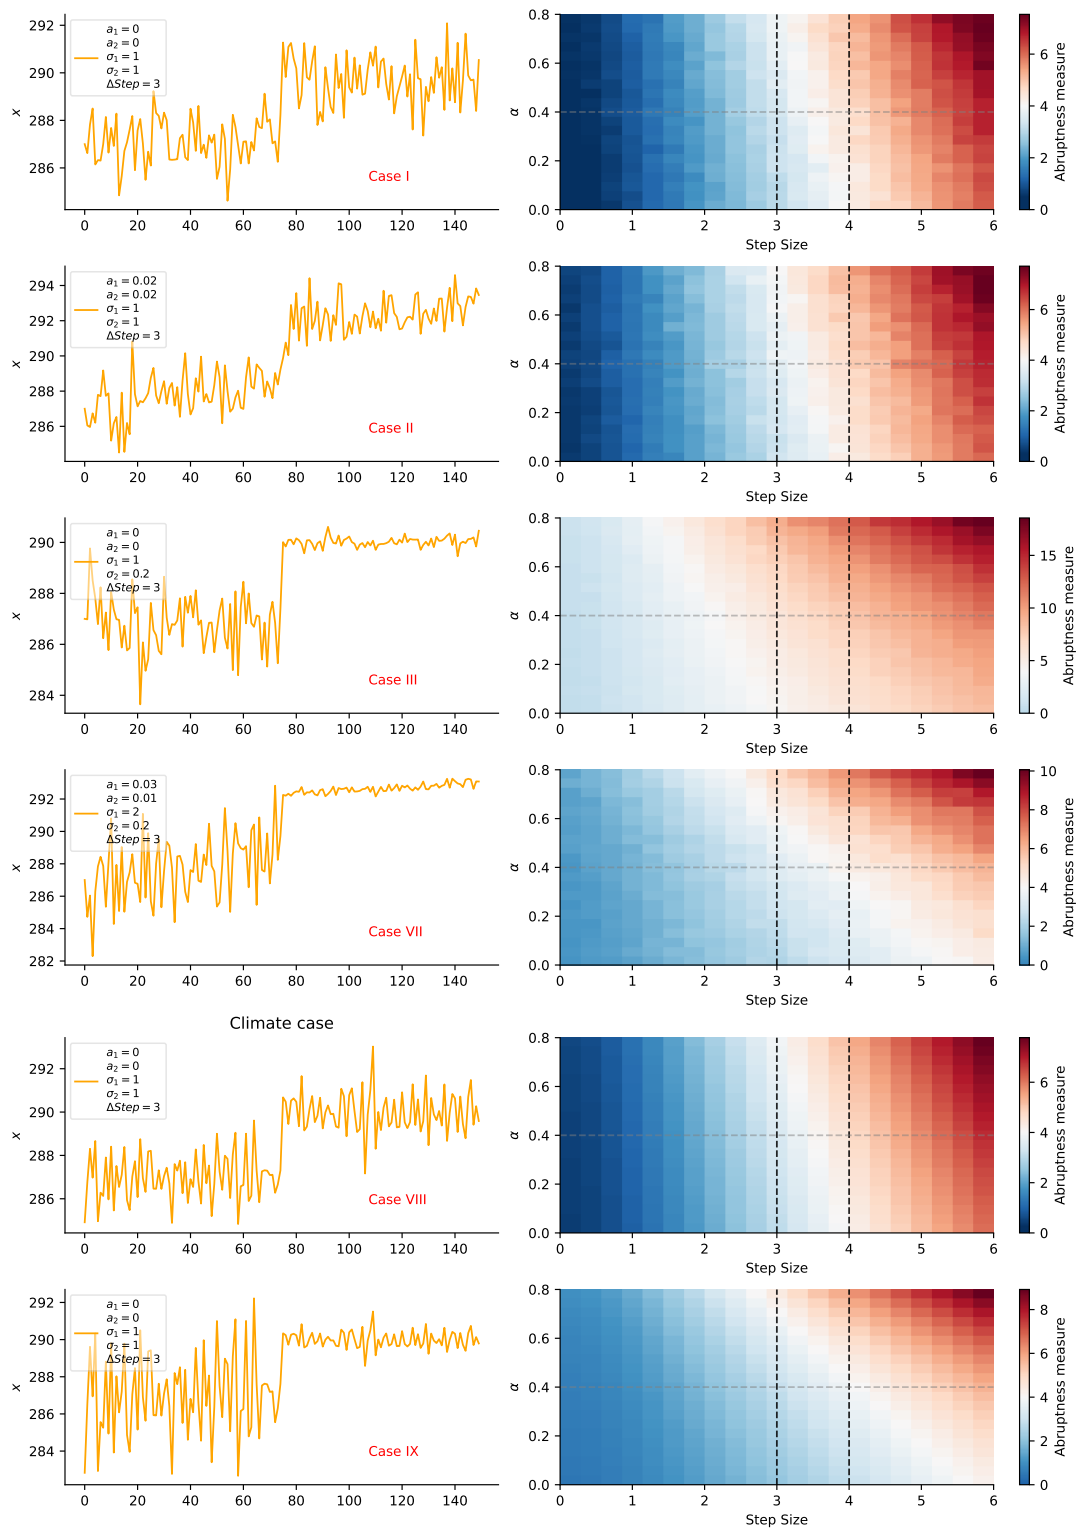 292
290
288
286
x
a₁ = 0
a₂ = 0
σ₁ = 1
σ₂ = 1
ΔStep = 3
Case I
0 20 40 60 80 100 120 140
0.8
0.6
0.4
0.2
0.0
α
0 1 2 3 4 5 6
Step Size
6
4
2
0
Abruptness measure
294
292
290
288
286
x
a₁ = 0.02
a₂ = 0.02
σ₁ = 1
σ₂ = 1
ΔStep = 3
Case II
0 20 40 60 80 100 120 140
0.8
0.6
0.4
0.2
0.0
α
0 1 2 3 4 5 6
Step Size
6
4
2
0
Abruptness measure
290
288
286
284
x
a₁ = 0
a₂ = 0
σ₁ = 1
σ₂ = 0.2
ΔStep = 3
Case III
0 20 40 60 80 100 120 140
0.8
0.6
0.4
0.2
0.0
α
0 1 2 3 4 5 6
Step Size
15
10
5
0
Abruptness measure
292
290
288
286
284
282
x
a₁ = 0.03
a₂ = 0.01
σ₁ = 2
σ₂ = 0.2
ΔStep = 3
Case VII
0 20 40 60 80 100 120 140
0.8
0.6
0.4
0.2
0.0
α
0 1 2 3 4 5 6
Step Size
10
8
6
4
2
0
Abruptness measure
Climate case
292
290
288
286
x
a₁ = 0
a₂ = 0
σ₁ = 1
σ₂ = 1
ΔStep = 3
Case VIII
0 20 40 60 80 100 120 140
0.8
0.6
0.4
0.2
0.0
α
0 1 2 3 4 5 6
Step Size
6
4
2
0
Abruptness measure
292
290
288
286
284
x
a₁ = 0
a₂ = 0
σ₁ = 1
σ₂ = 1
ΔStep = 3
Case IX
0 20 40 60 80 100 120 140
0.8
0.6
0.4
0.2
0.0
α
0 1 2 3 4 5 6
Step Size
8
6
4
2
0
Abruptness measure